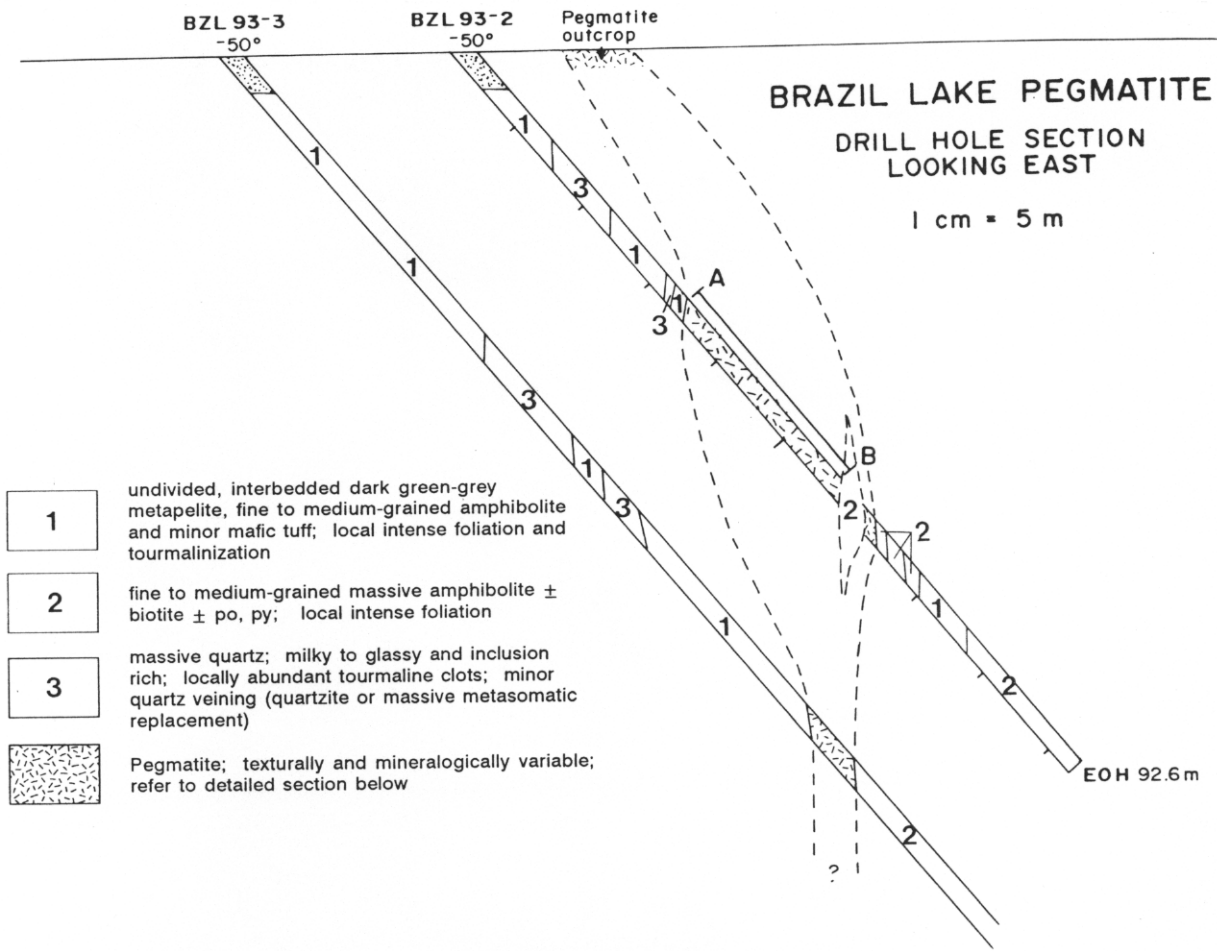 BZL 93-3
-50°
BZL 93-2
-50°
Pegmatite
outcrop
BRAZIL LAKE PEGMATITE
DRILL HOLE SECTION
LOOKING EAST
1 cm = 5 m
1
3
1
3
1
A
B
2
2
1
2
EOH 92.6 m
1
1
3
1
3
1
2
?
1
undivided, interbedded dark green-grey
metapelite, fine to medium-grained amphibolite
and minor mafic tuff; local intense foliation and
tourmalinization
2
fine to medium-grained massive amphibolite ±
biotite ± po, py; local intense foliation
3
massive quartz; milky to glassy and inclusion
rich; locally abundant tourmaline clots; minor
quartz veining (quartzite or massive metasomatic
replacement)
Pegmatite; texturally and mineralogically variable;
refer to detailed section below